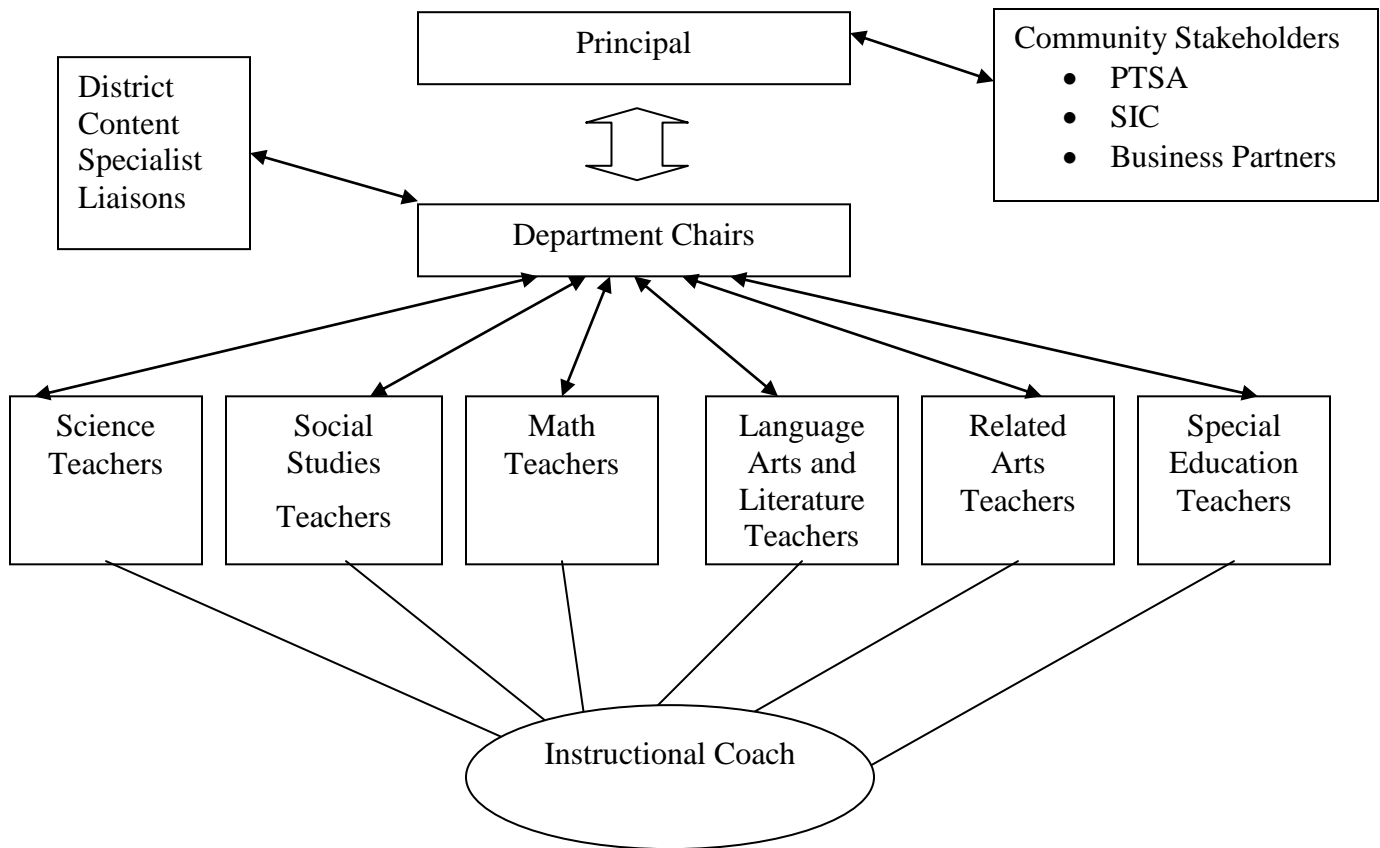 Principal
Community Stakeholders
• PTSA
• SIC
• Business Partners
District
Content
Specialist
Liaisons
Department Chairs
Science
Teachers
Social
Studies
Teachers
Math
Teachers
Language
Arts and
Literature
Teachers
Related
Arts
Teachers
Special
Education
Teachers
Instructional Coach